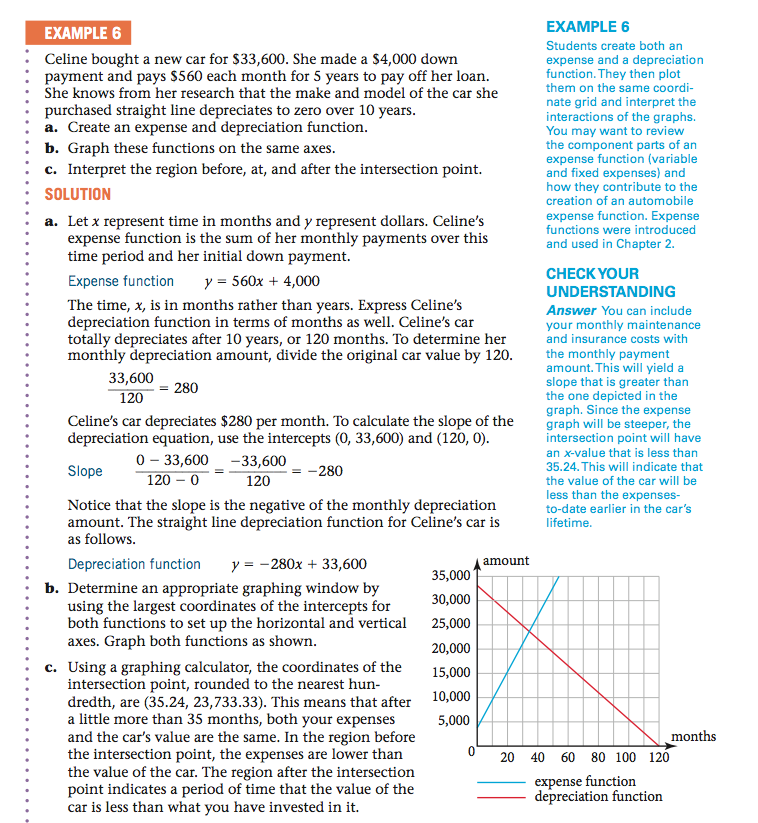 EXAMPLE 6
Celine bought a new car for $33,600. She made a $4,000 down
payment and pays $560 each month for 5 years to pay off her loan.
She knows from her research that the make and model of the car she
purchased straight line depreciates to zero over 10 years.
a. Create an expense and depreciation function.
b. Graph these functions on the same axes.
c. Interpret the region before, at, and after the intersection point.
SOLUTION
a. Let x represent time in months and y represent dollars. Celine's
expense function is the sum of her monthly payments over this
time period and her initial down payment.
Expense function y = 560x + 4,000
The time, x, is in months rather than years. Express Celine's
depreciation function in terms of months as well. Celine's car
totally depreciates after 10 years, or 120 months. To determine her
monthly depreciation amount, divide the original car value by 120.
33,600
120
= 280
Celine's car depreciates $280 per month. To calculate the slope of the
depreciation equation, use the intercepts (0, 33,600) and (120, 0).
Slope
0 − 33,600
120 − 0
=
−33,600
120
= −280
Notice that the slope is the negative of the monthly depreciation
amount. The straight line depreciation function for Celine's car is
as follows.
Depreciation function y = −280x + 33,600
b. Determine an appropriate graphing window by
using the largest coordinates of the intercepts for
both functions to set up the horizontal and vertical
axes. Graph both functions as shown.
c. Using a graphing calculator, the coordinates of the
intersection point, rounded to the nearest hun-
dredth, are (35.24, 23,733.33). This means that after
a little more than 35 months, both your expenses
and the car's value are the same. In the region before
the intersection point, the expenses are lower than
the value of the car. The region after the intersection
point indicates a period of time that the value of the
car is less than what you have invested in it.
amount
35,000
30,000
25,000
20,000
15,000
10,000
5,000
0
20 40 60 80 100 120
months
expense function
depreciation function
EXAMPLE 6
Students create both an
expense and a depreciation
function. They then plot
them on the same coordi-
nate grid and interpret the
interactions of the graphs.
You may want to review
the component parts of an
expense function (variable
and fixed expenses) and
how they contribute to the
creation of an automobile
expense function. Expense
functions were introduced
and used in Chapter 2.
CHECK YOUR
UNDERSTANDING
Answer You can include
your monthly maintenance
and insurance costs with
the monthly payment
amount. This will yield a
slope that is greater than
the one depicted in the
graph. Since the expense
graph will be steeper, the
intersection point will have
an x-value that is less than
35.24. This will indicate that
the value of the car will be
less than the expenses-
to-date earlier in the car's
lifetime.